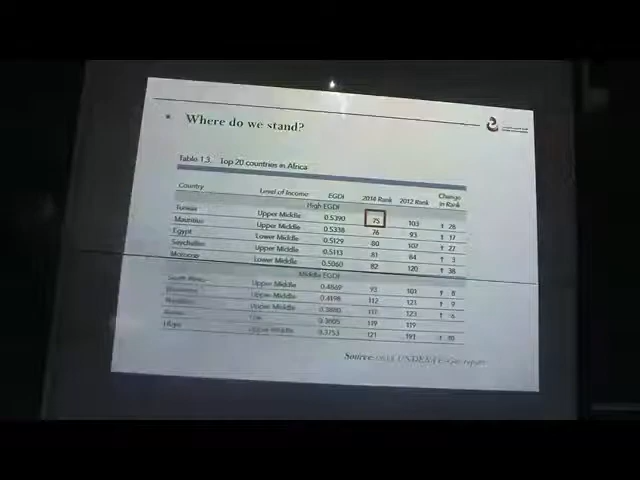 Where do we stand?
Table 1.3. Top 20 countries in Africa
Country Level of Income EGDI 2014 Rank 2012 Rank Change in Rank
High EGDI
Tunisia Upper Middle 0.5390 75 103 ↑ 28
Mauritius Upper Middle 0.5338 76 93 ↑ 17
Egypt Lower Middle 0.5129 80 107 ↑ 27
Seychelles Upper Middle 0.5113 81 84 ↑ 3
Morocco Lower Middle 0.5060 82 120 ↑ 38
Middle EGDI
South Africa Upper Middle 0.4869 93 101 ↑ 8
Upper Middle 0.4198 112 121 ↑ 9
117 123 ↑ 6
119 119
Libya Upper Middle 0.3753 121 191
Source: